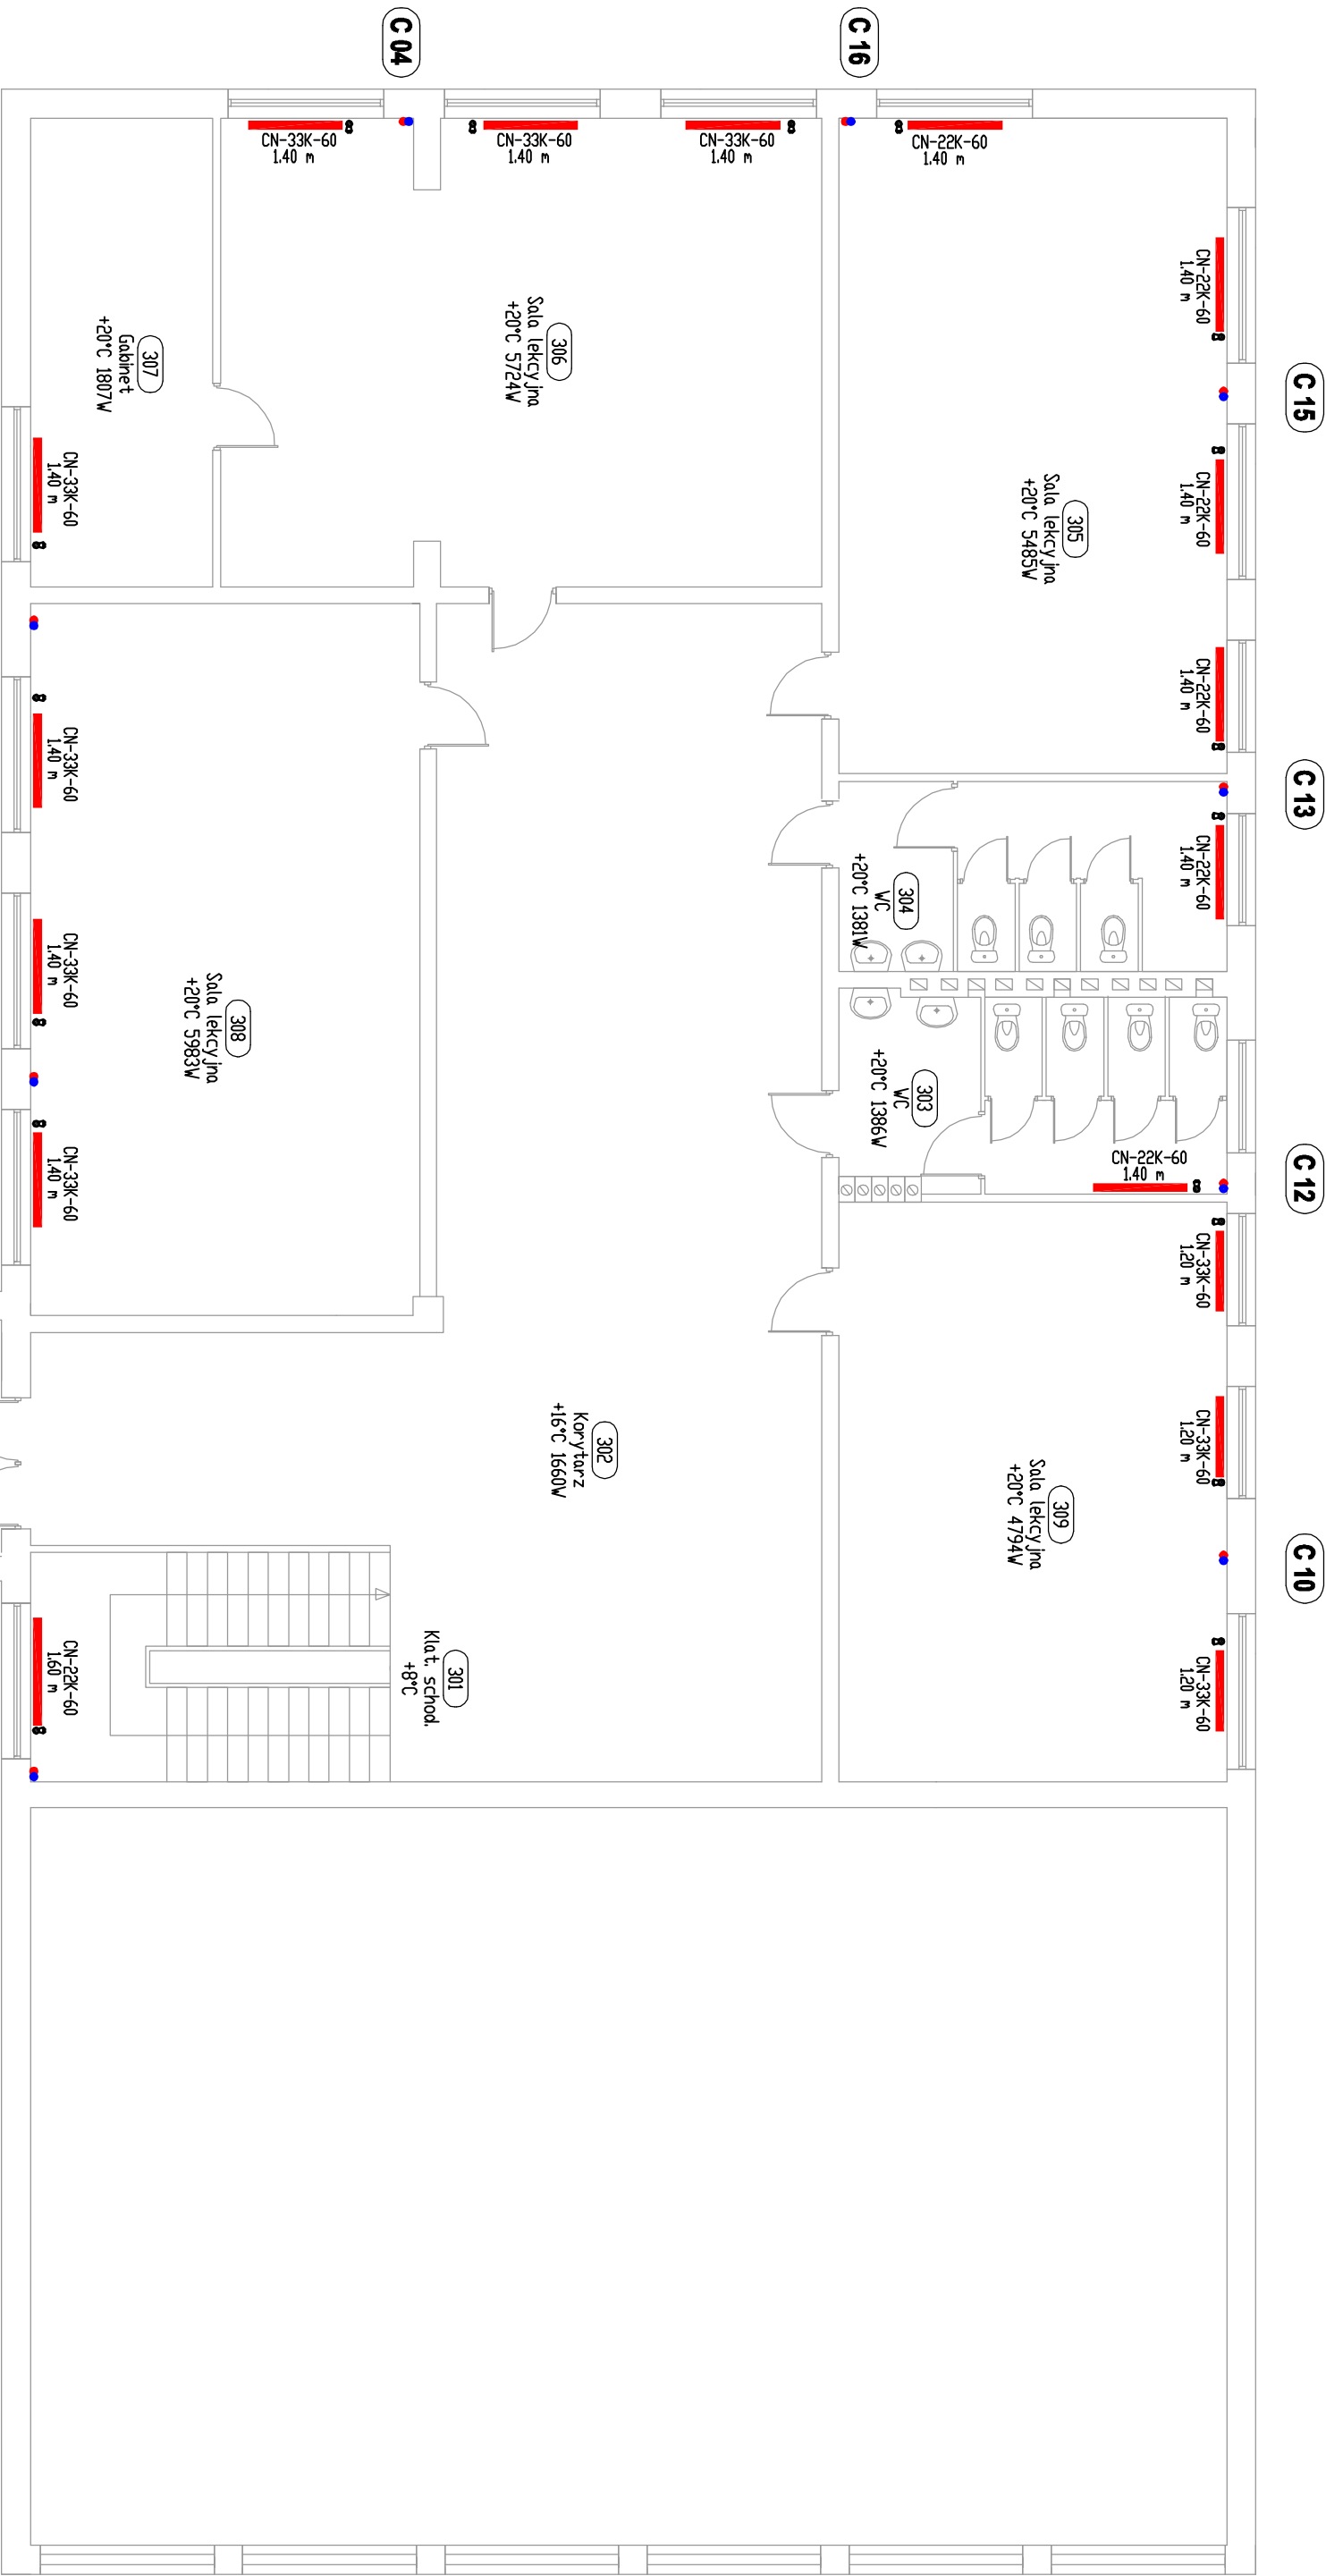 C 04
C 16
CN-33K-60
1.40 m
CN-33K-60
1.40 m
CN-33K-60
1.40 m
CN-22K-60
1.40 m
CN-22K-60
1.40 m
C 15
CN-22K-60
1.40 m
CN-22K-60
1.40 m
C 13
CN-22K-60
1.40 m
C 12
CN-22K-60
1.40 m
CN-33K-60
1.20 m
CN-33K-60
1.20 m
C 10
CN-33K-60
1.20 m
305
Sala lekcyjna
+20°C 5485W
306
Sala lekcyjna
+20°C 5724W
307
Gabinet
+20°C 1807W
CN-33K-60
1.40 m
304
WC
+20°C 1381W
303
WC
+20°C 1386W
308
Sala lekcyjna
+20°C 5983W
CN-33K-60
1.40 m
CN-33K-60
1.40 m
CN-33K-60
1.40 m
302
Korytarz
+16°C 1660W
309
Sala lekcyjna
+20°C 4794W
301
Klat. schod.
+8°C
CN-22K-60
1.60 m